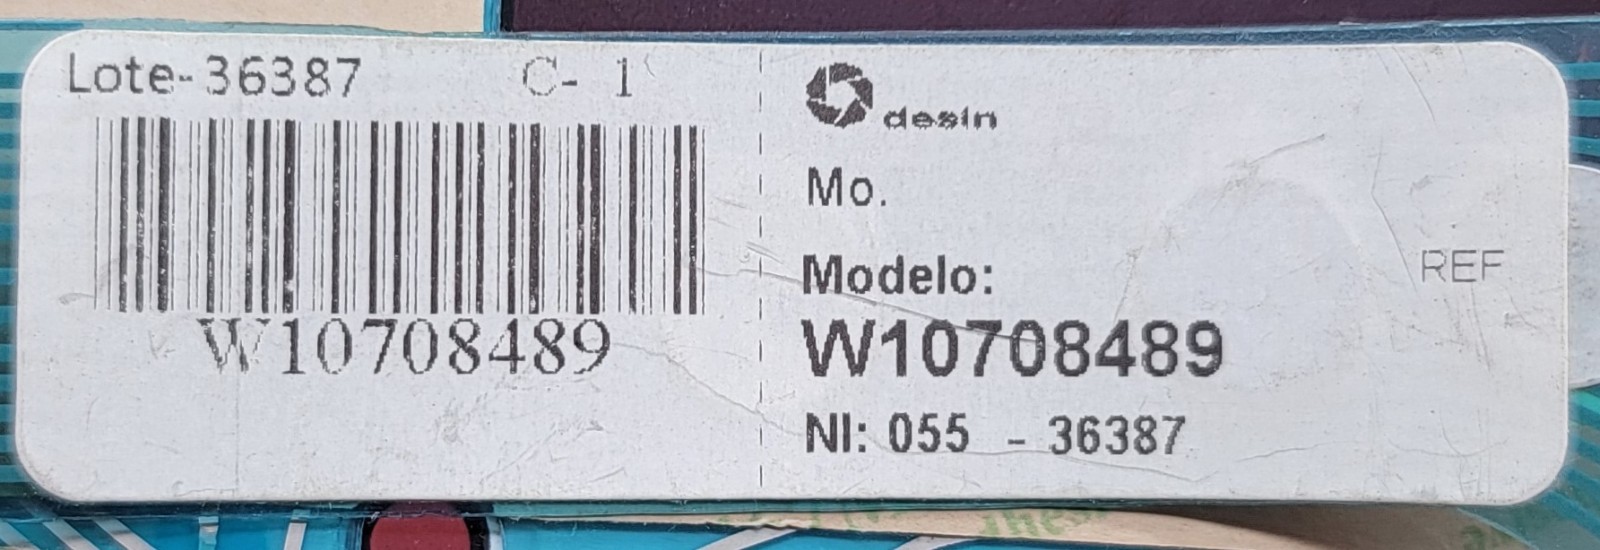 Lote-36387 C- 1
W10708489
desin
Mo.
Modelo:
REF
W10708489
NI: 055 - 36387